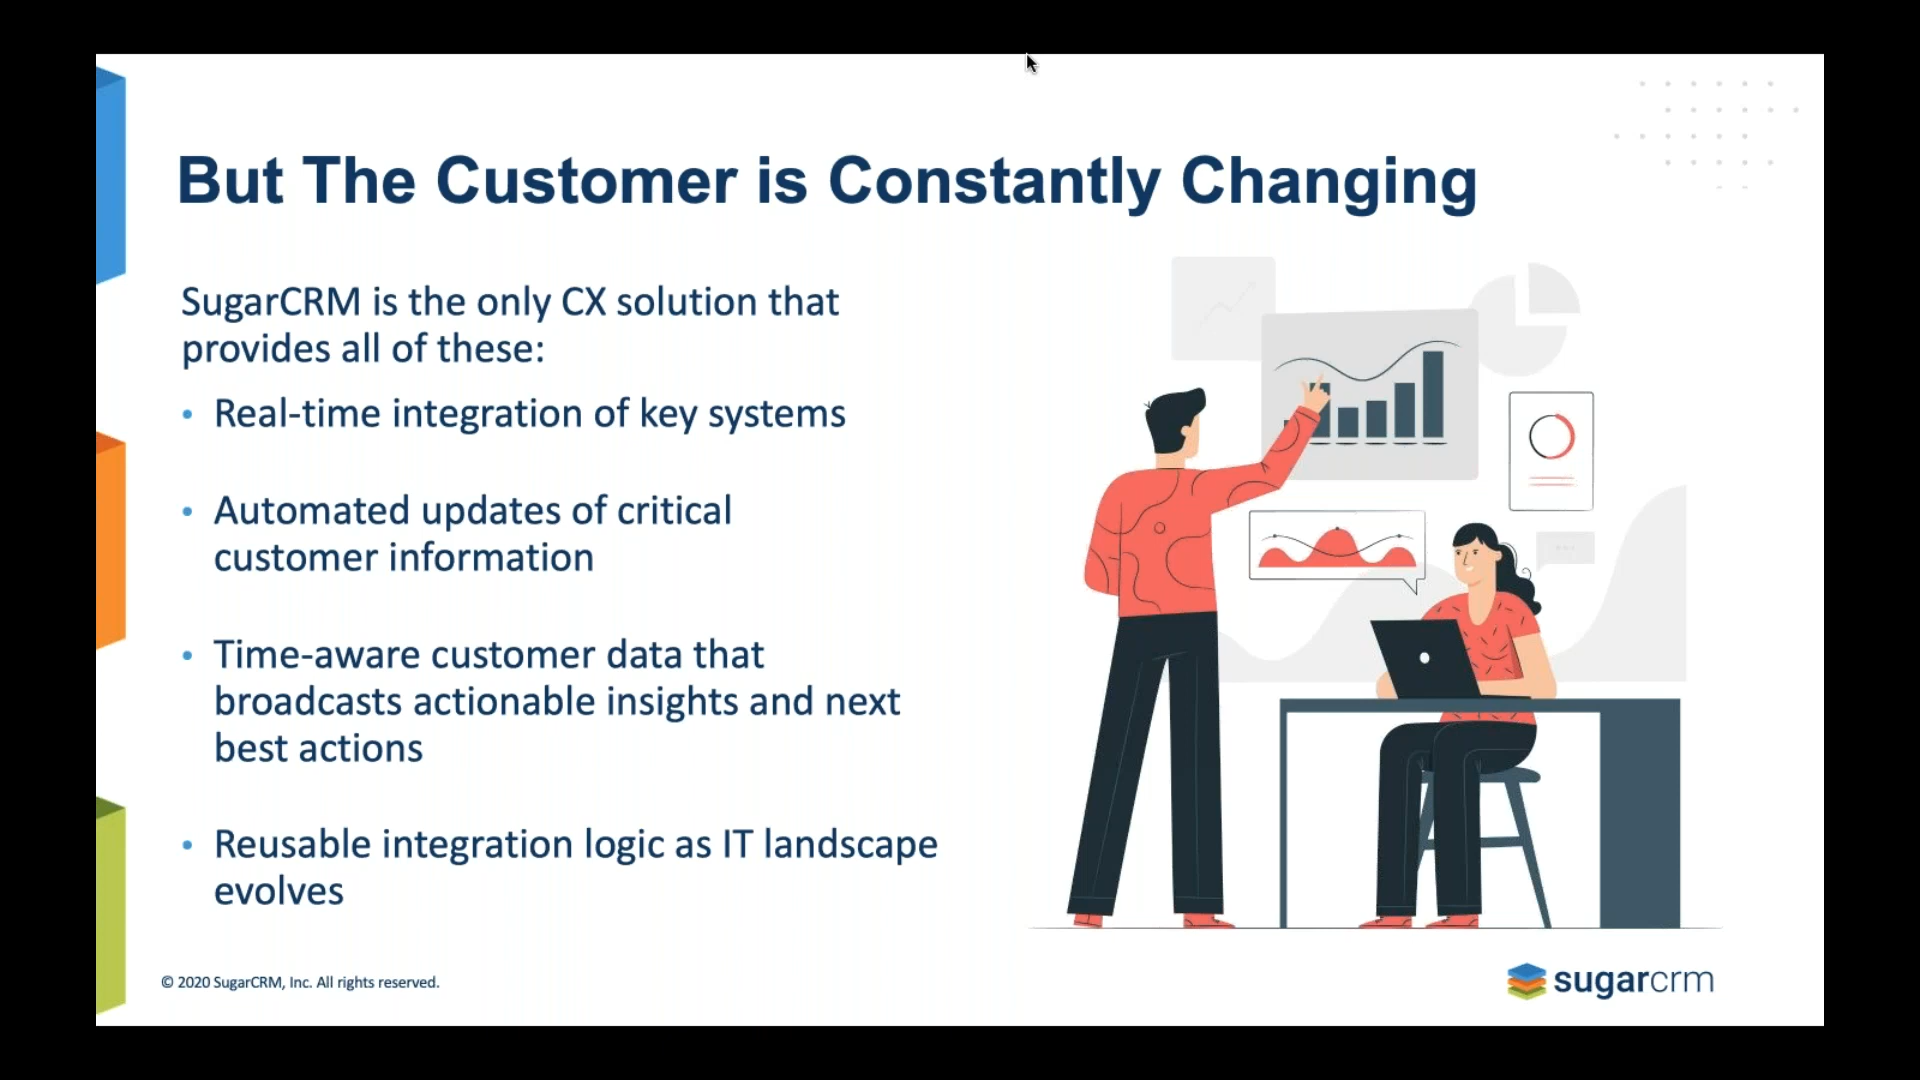 But The Customer is Constantly Changing
SugarCRM is the only CX solution that
provides all of these:
• Real-time integration of key systems
• Automated updates of critical
customer information
• Time-aware customer data that
broadcasts actionable insights and next
best actions
• Reusable integration logic as IT landscape
evolves
© 2020 SugarCRM, Inc. All rights reserved.
sugarcrm